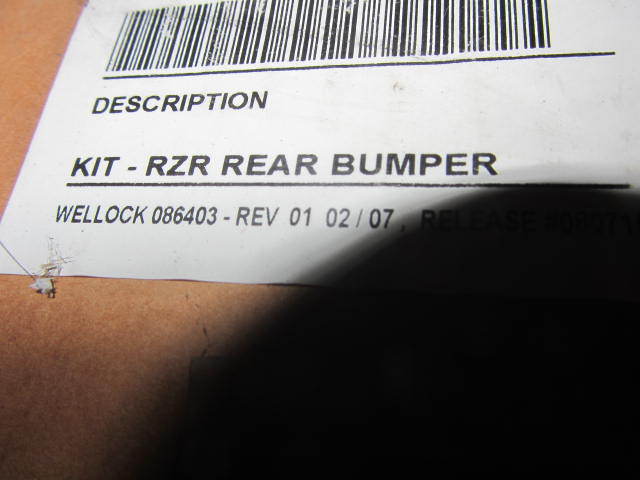 DESCRIPTION
KIT - RZR REAR BUMPER
WELLOCK 086403 - REV 01 02 / 07 , RELEASE